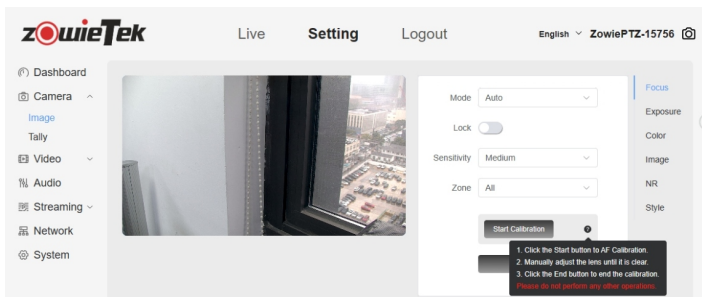 zowieTek
Live
Setting
Logout
English
ZowiePTZ-15756
Dashboard
Camera
Image
Tally
Video
Audio
Streaming
Network
System
Mode
Auto
Lock
Sensitivity
Medium
Zone
All
Start Calibration
?
1. Click the Start button to AF Calibration.
2. Manually adjust the lens until it is clear.
3. Click the End button to end the calibration.
Please do not perform any other operations.
Focus
Exposure
Color
Image
NR
Style